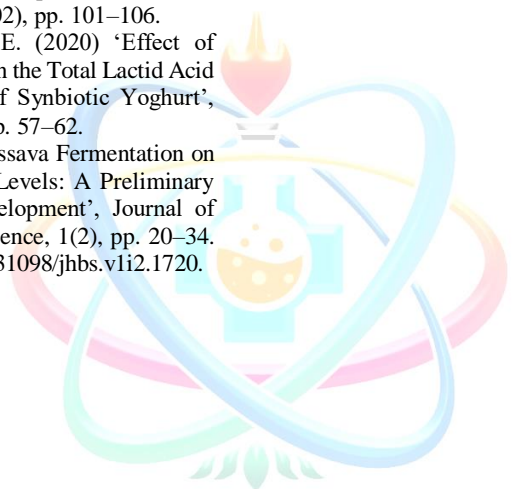 02), pp. 101–106.
E. (2020) ‘Effect of
n the Total Lactid Acid
f Synbiotic Yoghurt’,
p. 57–62.
ssava Fermentation on
Levels: A Preliminary
elopment’, Journal of
ence, 1(2), pp. 20–34.
31098/jhbs.v1i2.1720.